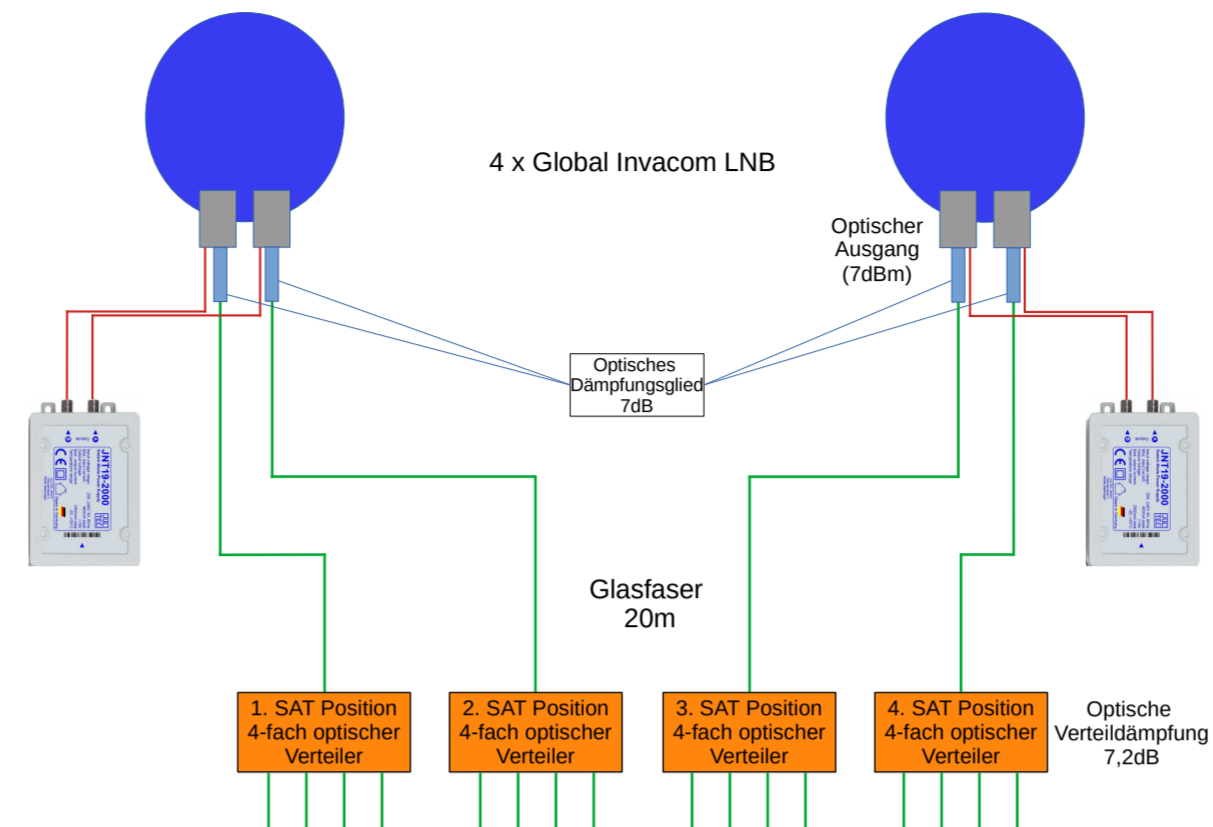 4 x Global Invacom LNB
Optischer
Ausgang
(7dBm)
Optisches
Dämpfungsglied
7dB
JNT19-2000
JNT19-2000
Glasfaser
20m
1. SAT Position
4-fach optischer
Verteiler
2. SAT Position
4-fach optischer
Verteiler
3. SAT Position
4-fach optischer
Verteiler
4. SAT Position
4-fach optischer
Verteiler
Optische
Verteildämpfung
7,2dB